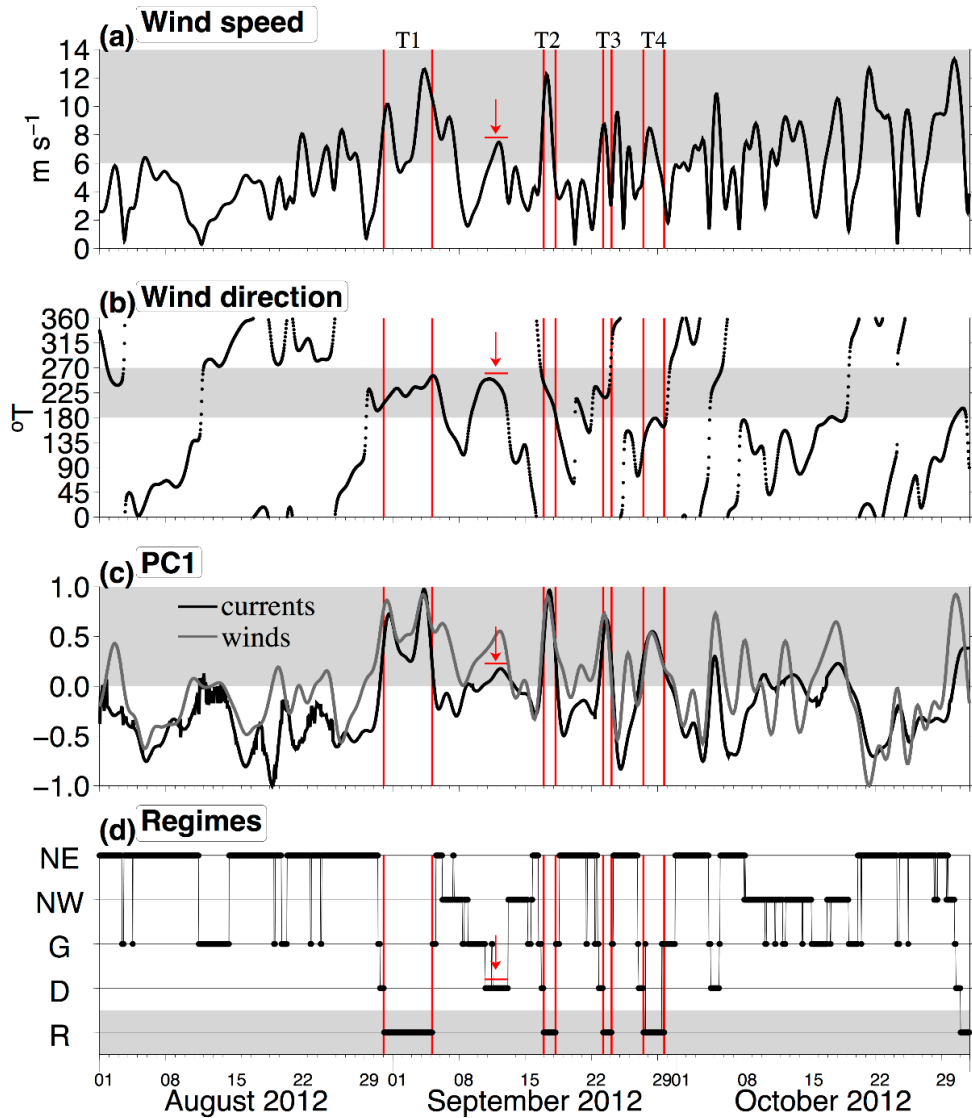 (a) Wind speed
T1 T2 T3 T4
14
12
10
8
6
4
2
0
m s⁻¹
(b) Wind direction
360
315
270
225
180
135
90
45
0
ºT
(c) PC1
1.0
0.5
0.0
−0.5
−1.0
currents
winds
(d) Regimes
NE
NW
G
D
R
01 08 15 22 29 01 08 15 22 29 01 08 15 22 29
August 2012 September 2012 October 2012